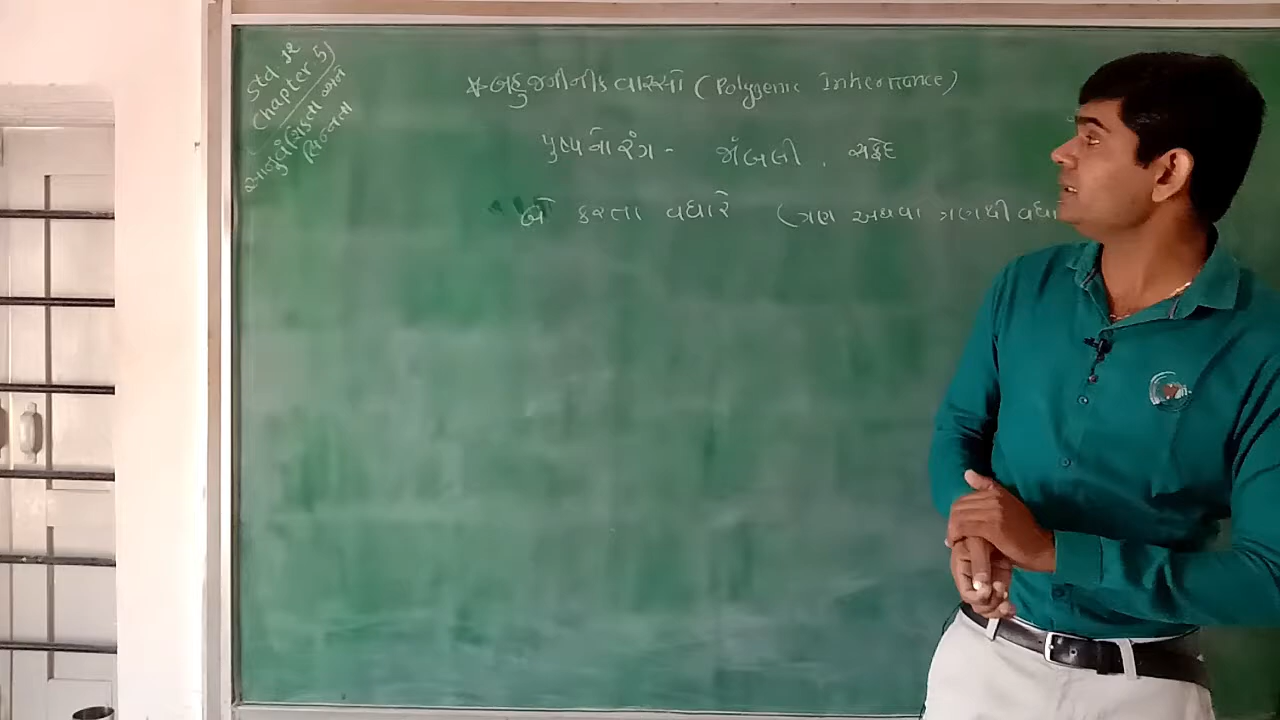 Std. 12
Chapter 5)
આનુવંશિકતા અને
ભિન્નતા
* બહુજનીનીક વારસો (Polygenic Inheritance)
પુષ્પનો રંગ - જાંબલી, સફેદ
બે કરતા વધારે (ત્રણ અથવા ત્રણથી વધા